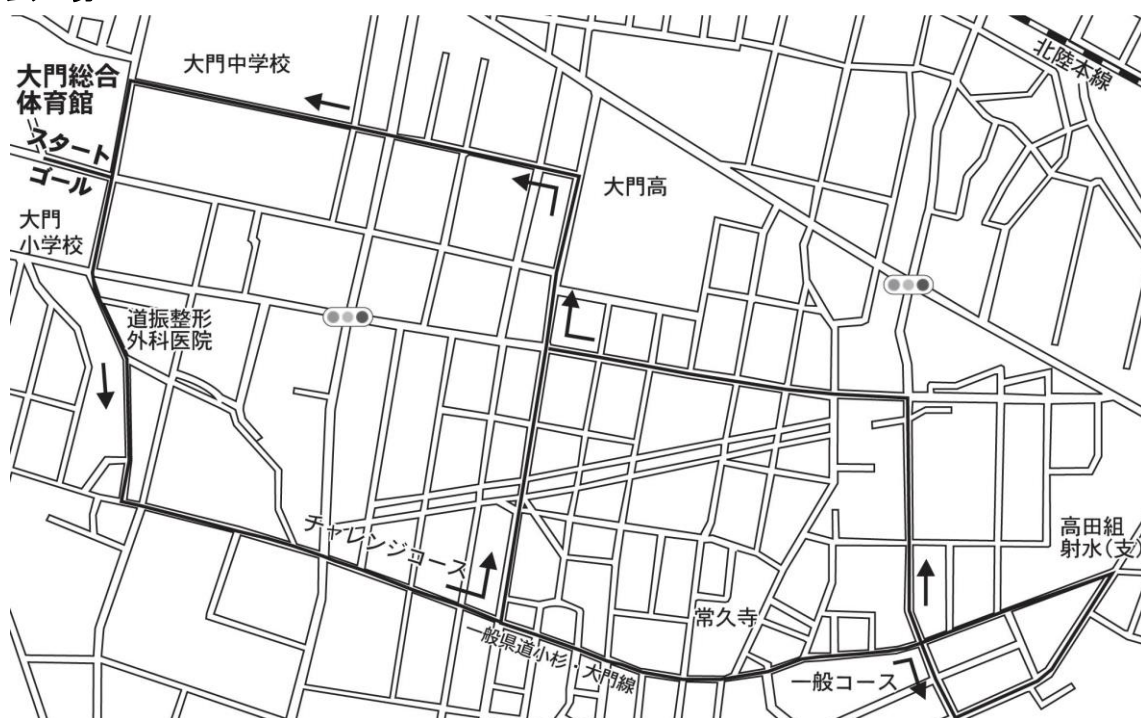 大門中学校
北陸本線
大門総合
体育館
スタート
ゴール
大門高
大門
小学校
道振整形
外科医院
チャレンジコース
高田組
射水(支)
常久寺
一般県道小杉・大門線
一般コース